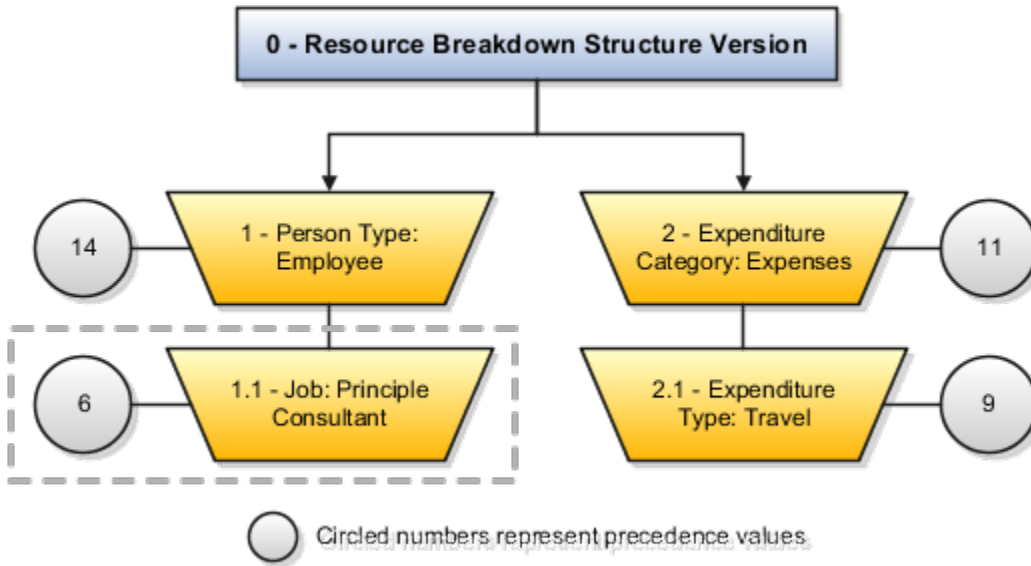 0 - Resource Breakdown Structure Version
14
1 - Person Type:
Employee
2 - Expenditure
Category: Expenses
11
6
1.1 - Job: Principle
Consultant
2.1 - Expenditure
Type: Travel
9
Circled numbers represent precedence values